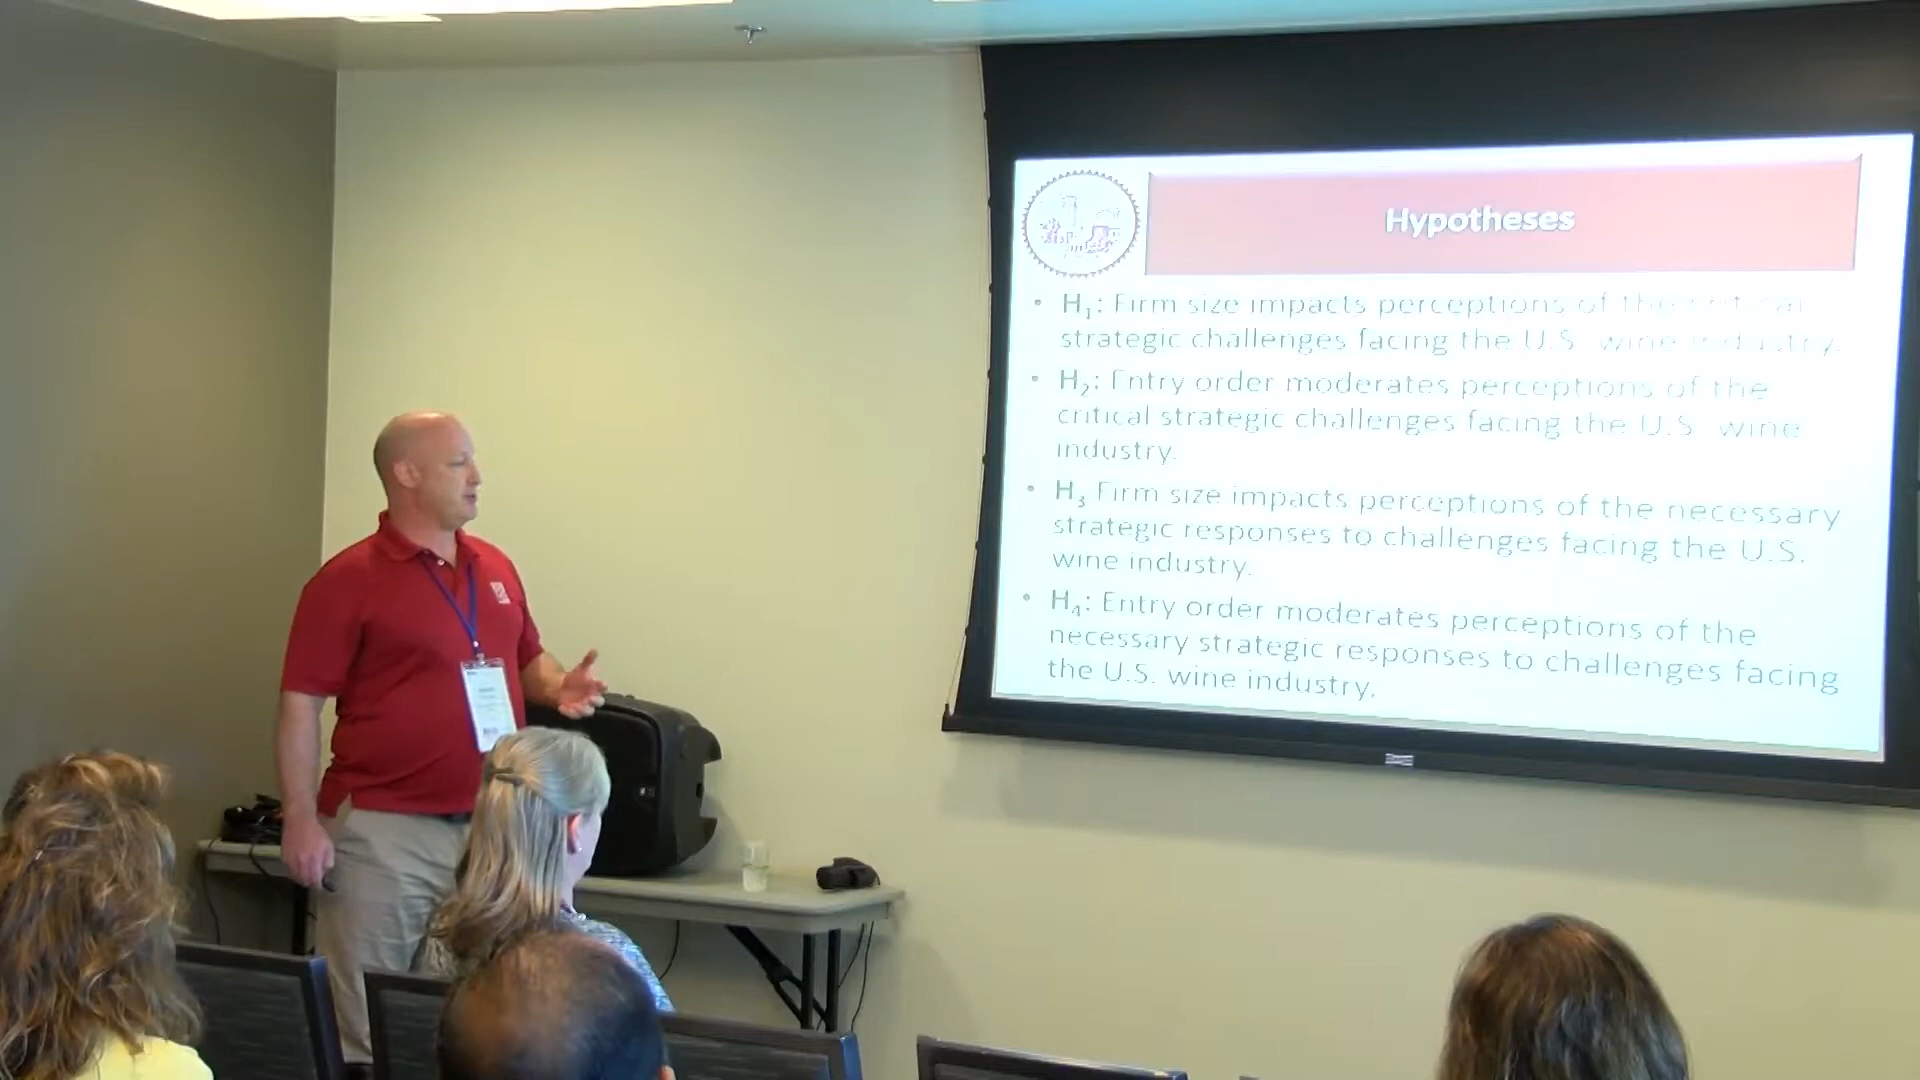 Hypotheses
• H1: Firm size impacts perceptions of the critical
strategic challenges facing the U.S. wine industry.
• H2: Entry order moderates perceptions of the
critical strategic challenges facing the U.S. wine
industry.
• H3 Firm size impacts perceptions of the necessary
strategic responses to challenges facing the U.S.
wine industry.
• H4: Entry order moderates perceptions of the
necessary strategic responses to challenges facing
the U.S. wine industry.